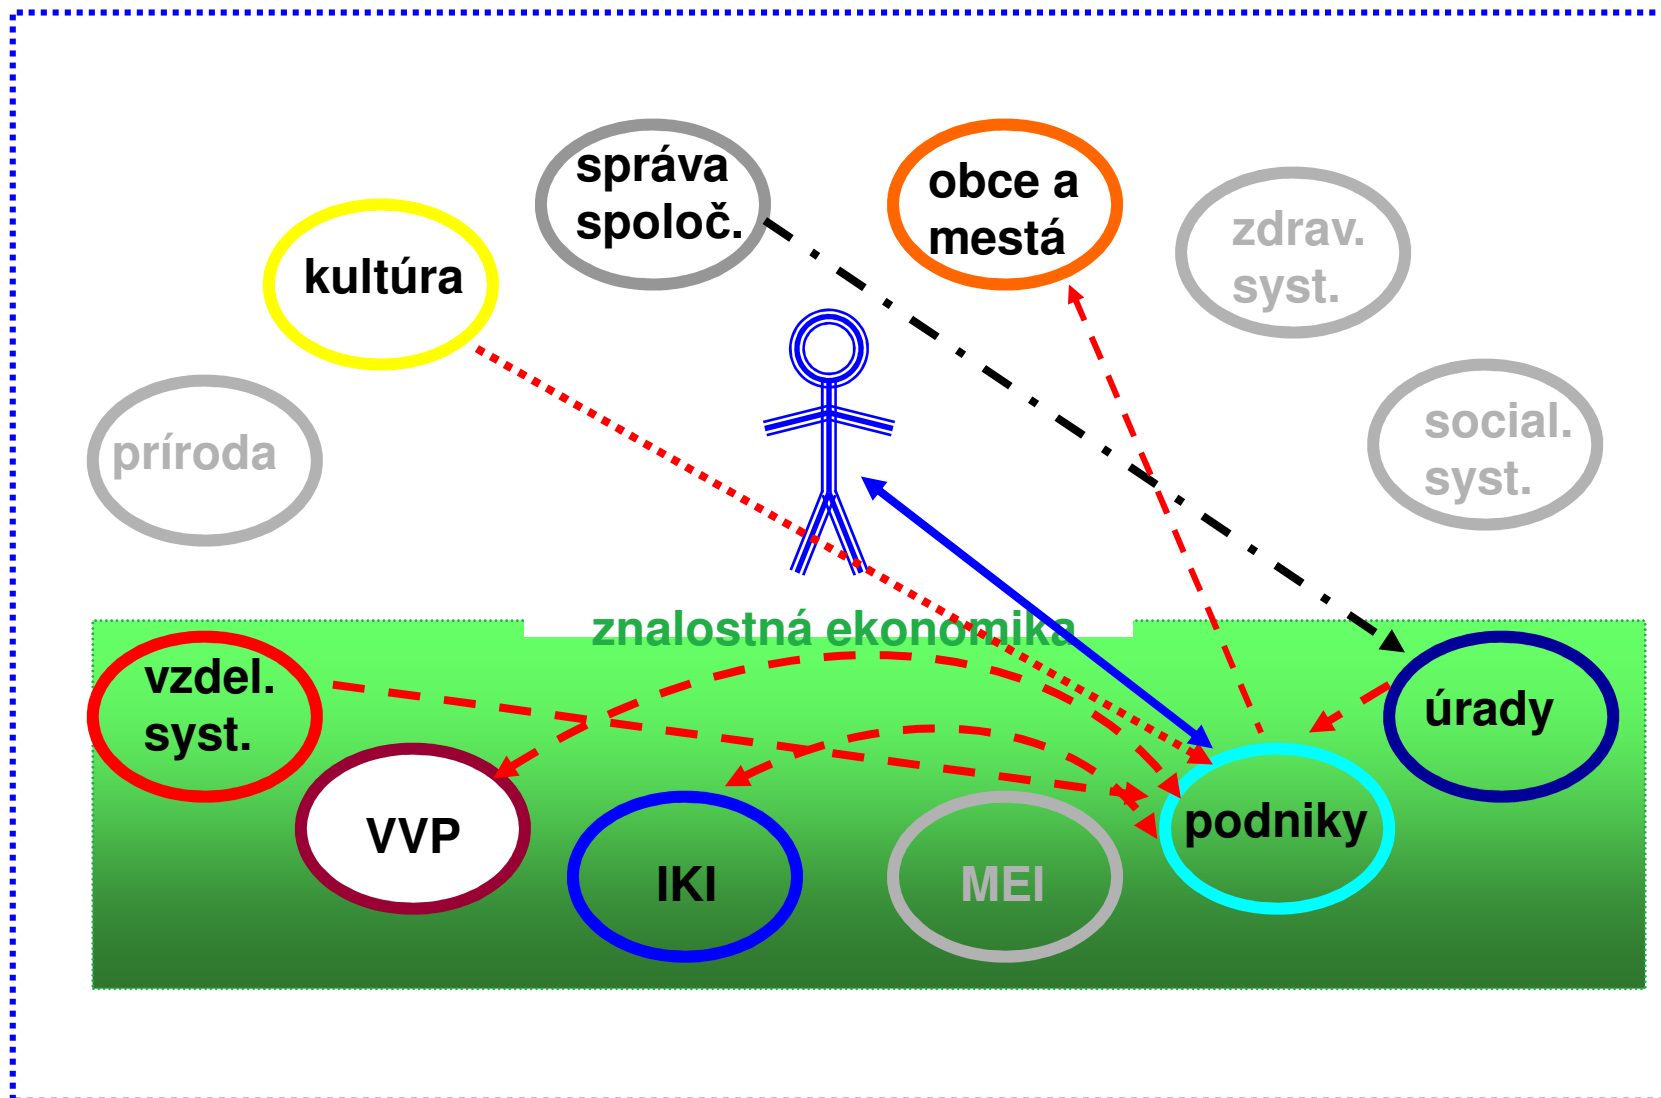 správa
spoloč.
obce a
mestá
zdrav.
syst.
kultúra
príroda
social.
syst.
znalostná ekonomika
vzdel.
syst.
úrady
VVP
IKI
MEI
podniky